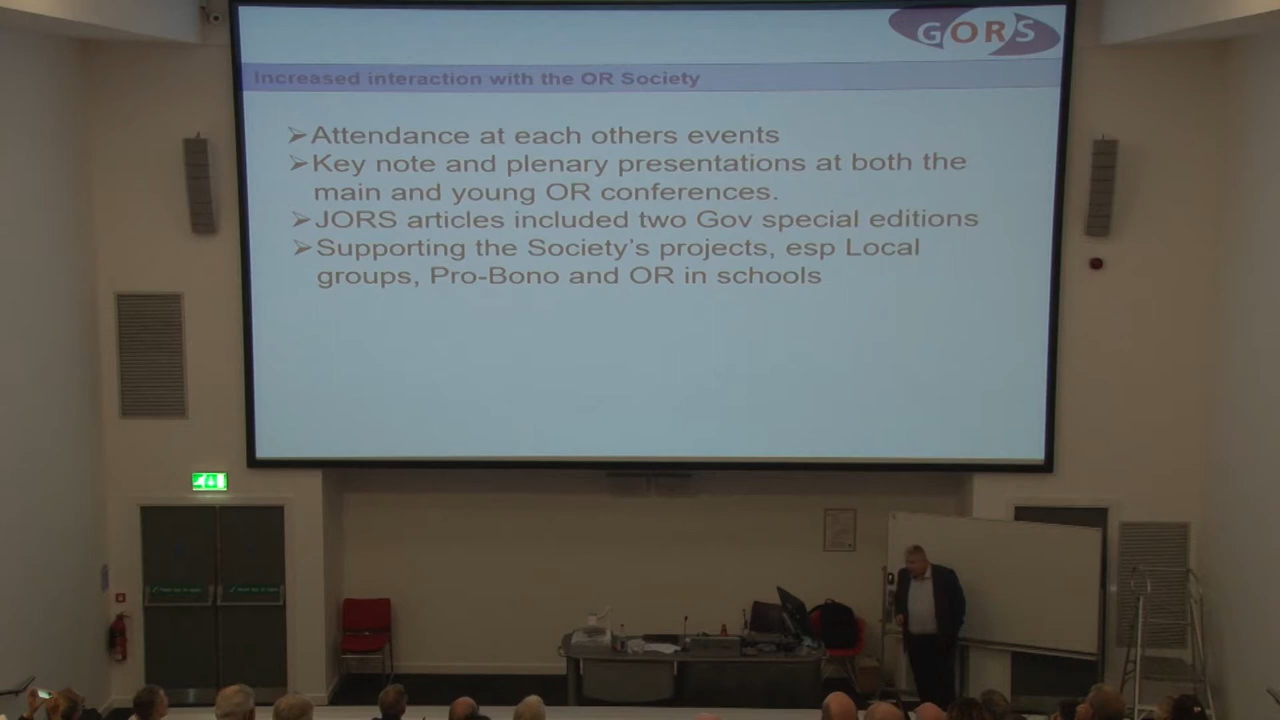 GORS
Increased interaction with the OR Society
➢Attendance at each others events
➢Key note and plenary presentations at both the
main and young OR conferences.
➢JORS articles included two Gov special editions
➢Supporting the Society's projects, esp Local
groups, Pro-Bono and OR in schools